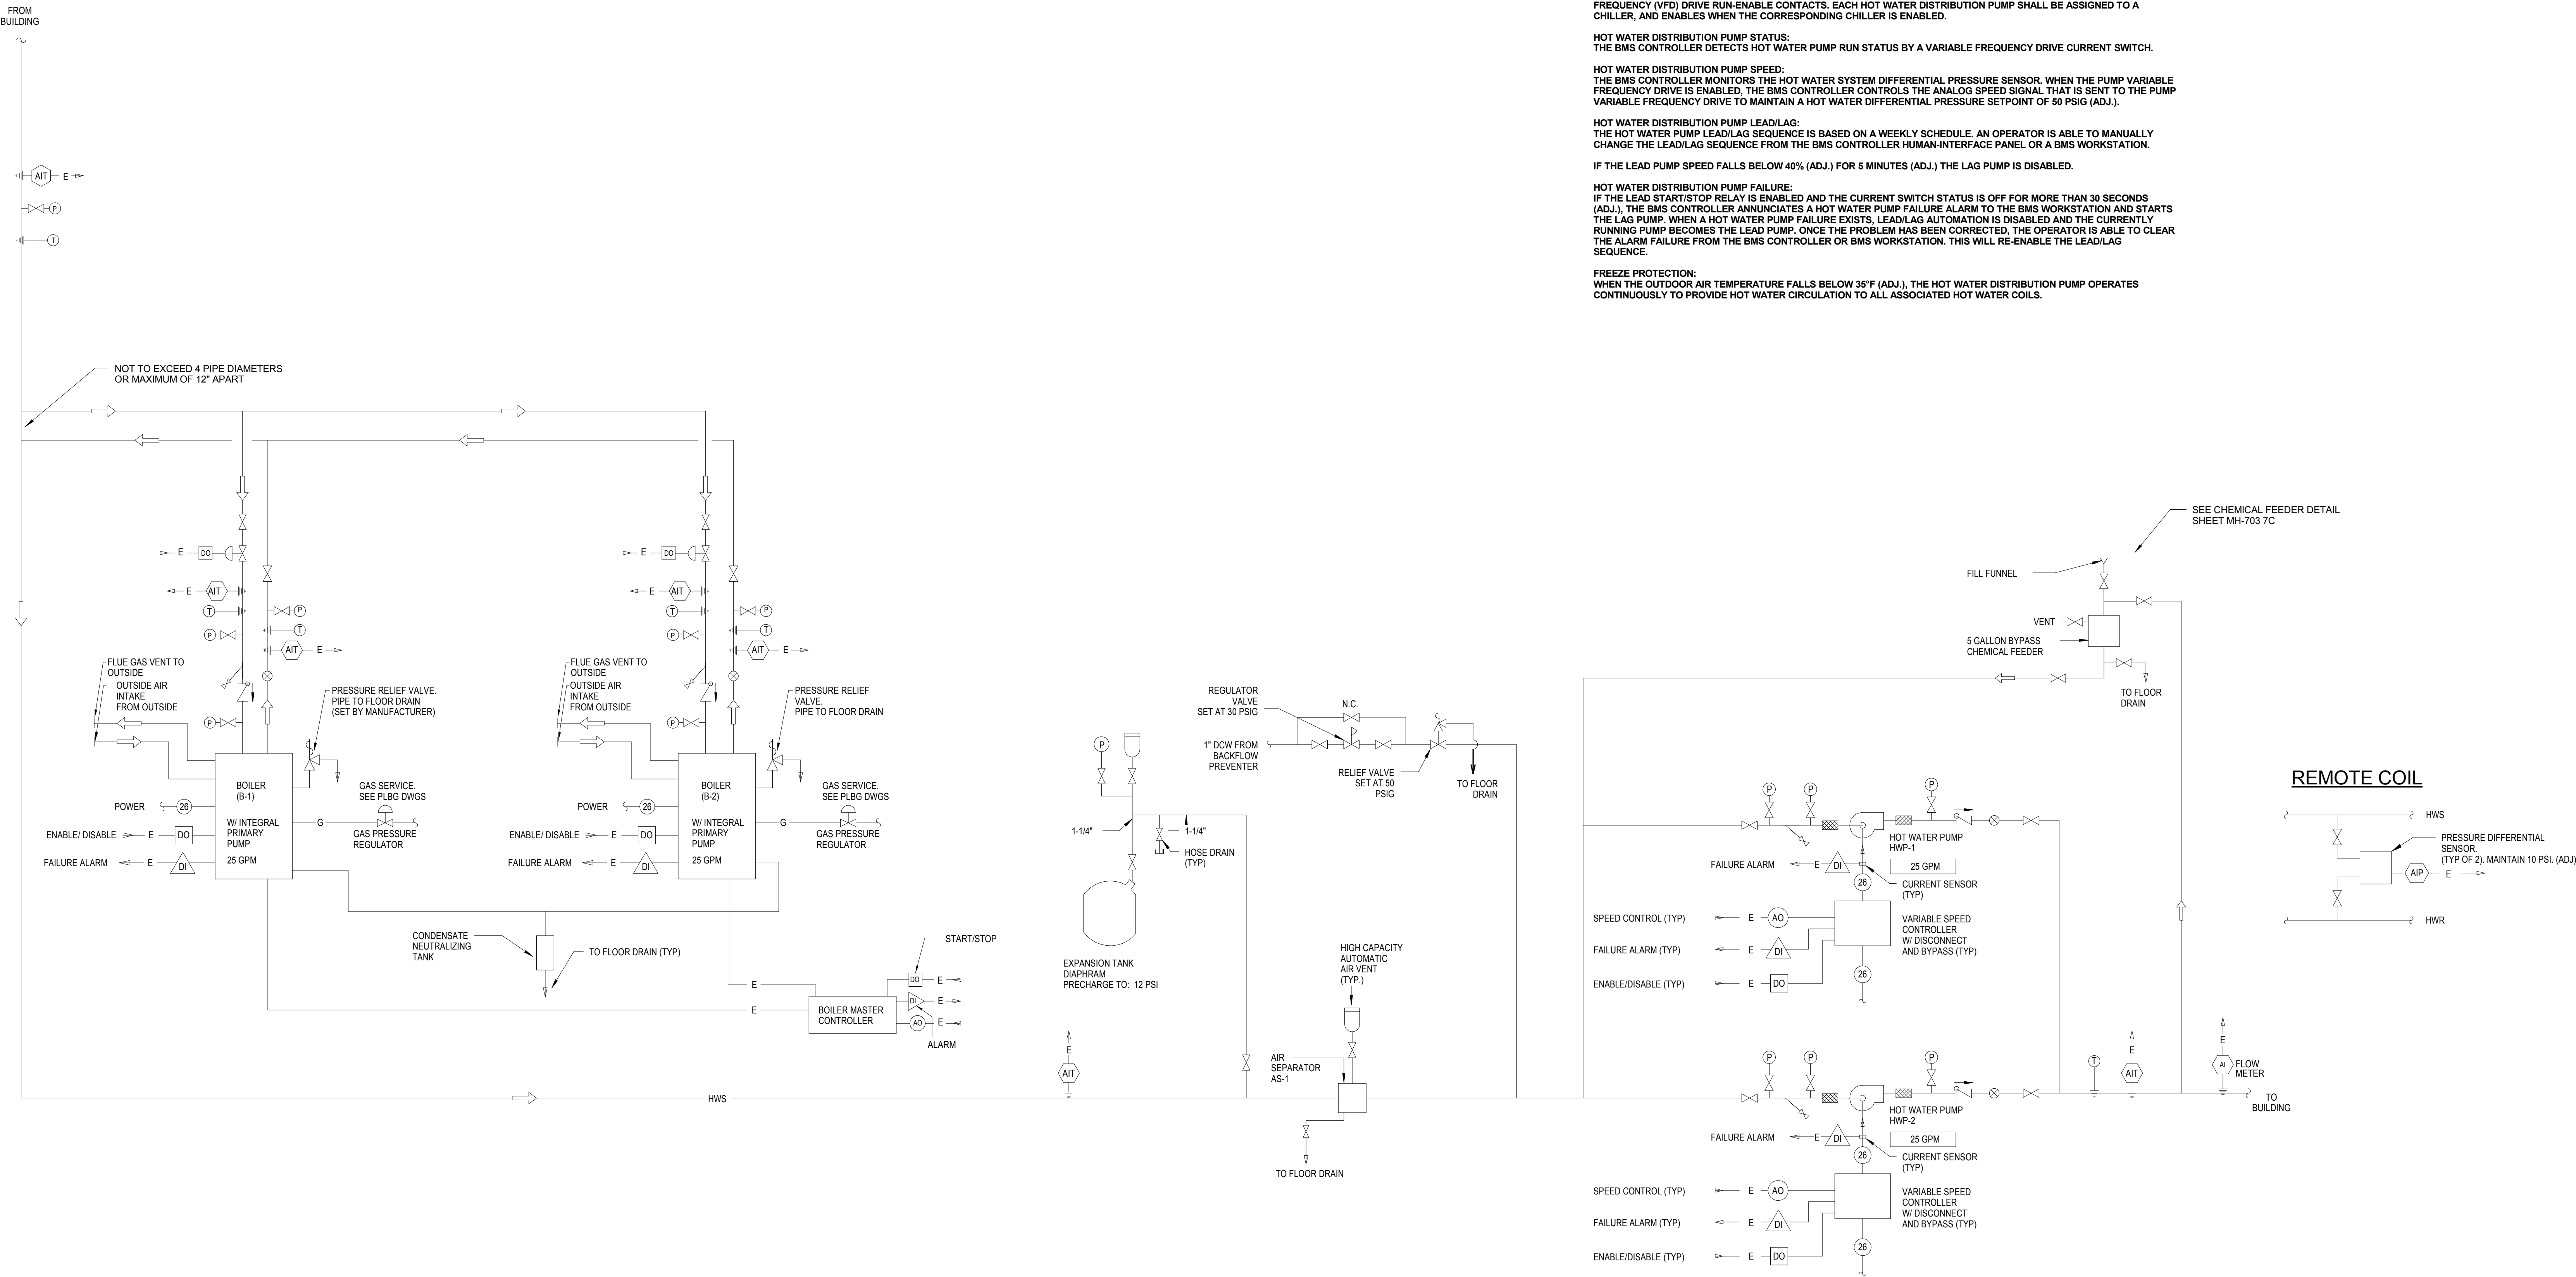 FROM
BUILDING
FREQUENCY (VFD) DRIVE RUN-ENABLE CONTACTS. EACH HOT WATER DISTRIBUTION PUMP SHALL BE ASSIGNED TO A
CHILLER, AND ENABLES WHEN THE CORRESPONDING CHILLER IS ENABLED.
HOT WATER DISTRIBUTION PUMP STATUS:
THE BMS CONTROLLER DETECTS HOT WATER PUMP RUN STATUS BY A VARIABLE FREQUENCY DRIVE CURRENT SWITCH.
HOT WATER DISTRIBUTION PUMP SPEED:
THE BMS CONTROLLER MONITORS THE HOT WATER SYSTEM DIFFERENTIAL PRESSURE SENSOR. WHEN THE PUMP VARIABLE
FREQUENCY DRIVE IS ENABLED, THE BMS CONTROLLER CONTROLS THE ANALOG SPEED SIGNAL THAT IS SENT TO THE PUMP
VARIABLE FREQUENCY DRIVE TO MAINTAIN A HOT WATER DIFFERENTIAL PRESSURE SETPOINT OF 50 PSIG (ADJ.).
HOT WATER DISTRIBUTION PUMP LEAD/LAG:
THE HOT WATER PUMP LEAD/LAG SEQUENCE IS BASED ON A WEEKLY SCHEDULE. AN OPERATOR IS ABLE TO MANUALLY
CHANGE THE LEAD/LAG SEQUENCE FROM THE BMS CONTROLLER HUMAN-INTERFACE PANEL OR A BMS WORKSTATION.
IF THE LEAD PUMP SPEED FALLS BELOW 40% (ADJ.) FOR 5 MINUTES (ADJ.) THE LAG PUMP IS DISABLED.
HOT WATER DISTRIBUTION PUMP FAILURE:
IF THE LEAD START/STOP RELAY IS ENABLED AND THE CURRENT SWITCH STATUS IS OFF FOR MORE THAN 30 SECONDS
(ADJ.), THE BMS CONTROLLER ANNUNCIATES A HOT WATER PUMP FAILURE ALARM TO THE BMS WORKSTATION AND STARTS
THE LAG PUMP. WHEN A HOT WATER PUMP FAILURE EXISTS, LEAD/LAG AUTOMATION IS DISABLED AND THE CURRENTLY
RUNNING PUMP BECOMES THE LEAD PUMP. ONCE THE PROBLEM HAS BEEN CORRECTED, THE OPERATOR IS ABLE TO CLEAR
THE ALARM FAILURE FROM THE BMS CONTROLLER OR BMS WORKSTATION. THIS WILL RE-ENABLE THE LEAD/LAG
SEQUENCE.
FREEZE PROTECTION:
WHEN THE OUTDOOR AIR TEMPERATURE FALLS BELOW 35°F (ADJ.), THE HOT WATER DISTRIBUTION PUMP OPERATES
CONTINUOUSLY TO PROVIDE HOT WATER CIRCULATION TO ALL ASSOCIATED HOT WATER COILS.
AIT E
P
T
NOT TO EXCEED 4 PIPE DIAMETERS
OR MAXIMUM OF 12" APART
E DO
E AIT
T
P
P
T
AIT E
P
FLUE GAS VENT TO
OUTSIDE
OUTSIDE AIR
INTAKE
FROM OUTSIDE
PRESSURE RELIEF VALVE.
PIPE TO FLOOR DRAIN
(SET BY MANUFACTURER)
BOILER
(B-1)
W/ INTEGRAL
PRIMARY
PUMP
25 GPM
POWER 26
ENABLE/ DISABLE E DO
FAILURE ALARM E DI
GAS SERVICE.
SEE PLBG DWGS
G
GAS PRESSURE
REGULATOR
E DO
E AIT
T
P
P
T
AIT E
P
FLUE GAS VENT TO
OUTSIDE
OUTSIDE AIR
INTAKE
FROM OUTSIDE
PRESSURE RELIEF
VALVE.
PIPE TO FLOOR DRAIN
BOILER
(B-2)
W/ INTEGRAL
PRIMARY
PUMP
25 GPM
POWER 26
ENABLE/ DISABLE E DO
FAILURE ALARM E DI
GAS SERVICE.
SEE PLBG DWGS
G
GAS PRESSURE
REGULATOR
CONDENSATE
NEUTRALIZING
TANK
TO FLOOR DRAIN (TYP)
E
E
BOILER MASTER
CONTROLLER
START/STOP
DO E
DI E
AO E
ALARM
HWS
P
1-1/4"
1-1/4"
HOSE DRAIN
(TYP)
EXPANSION TANK
DIAPHRAM
PRECHARGE TO: 12 PSI
E
AIT
REGULATOR
VALVE
SET AT 30 PSIG
N.C.
1" DCW FROM
BACKFLOW
PREVENTER
RELIEF VALVE
SET AT 50
PSIG
TO FLOOR
DRAIN
HIGH CAPACITY
AUTOMATIC
AIR VENT
(TYP.)
AIR
SEPARATOR
AS-1
TO FLOOR DRAIN
SEE CHEMICAL FEEDER DETAIL
SHEET MH-703 7C
FILL FUNNEL
VENT
5 GALLON BYPASS
CHEMICAL FEEDER
TO FLOOR
DRAIN
P
P
P
HOT WATER PUMP
HWP-1
25 GPM
FAILURE ALARM E DI
26
CURRENT SENSOR
(TYP)
SPEED CONTROL (TYP) E AO
FAILURE ALARM (TYP) E DI
ENABLE/DISABLE (TYP) E DO
VARIABLE SPEED
CONTROLLER
W/ DISCONNECT
AND BYPASS (TYP)
26
P
P
P
HOT WATER PUMP
HWP-2
25 GPM
FAILURE ALARM E DI
26
CURRENT SENSOR
(TYP)
SPEED CONTROL (TYP) E AO
FAILURE ALARM (TYP) E DI
ENABLE/DISABLE (TYP) E DO
VARIABLE SPEED
CONTROLLER
W/ DISCONNECT
AND BYPASS (TYP)
26
T
E
AIT
E
AI
FLOW
METER
TO
BUILDING
REMOTE COIL
HWS
PRESSURE DIFFERENTIAL
SENSOR.
(TYP OF 2). MAINTAIN 10 PSI. (ADJ)
AIP E
HWR